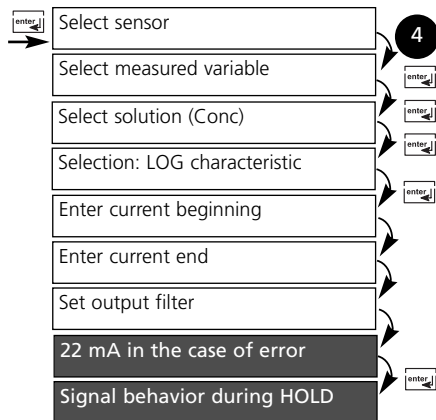 enter
Select sensor
4
Select measured variable
enter
enter
Select solution (Conc)
enter
Selection: LOG characteristic
enter
Enter current beginning
Enter current end
Set output filter
22 mA in the case of error
enter
Signal behavior during HOLD